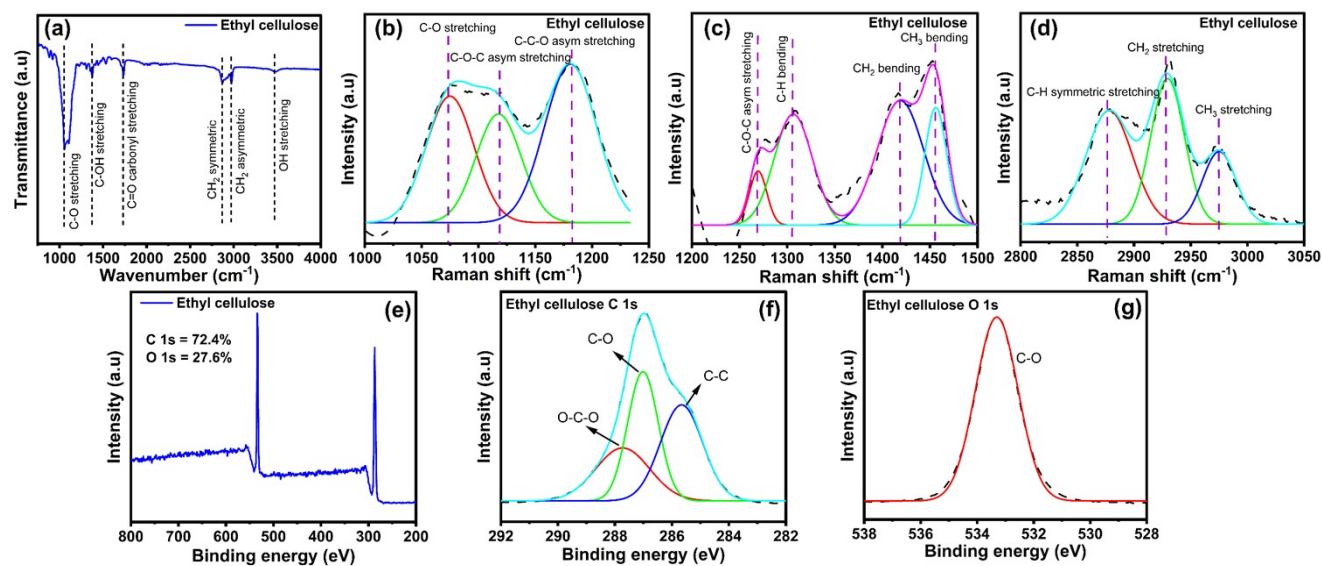 (a)
Ethyl cellulose
Transmittance (a.u)
C-O stretching
C-OH stretching
C=O carbonyl stretching
CH2 symmetric
CH2 asymmetric
OH stretching
1000 1500 2000 2500 3000 3500 4000
Wavenumber (cm-1)
(b)
Ethyl cellulose
C-O stretching
C-C-O asym stretching
C-O-C asym stretching
Intensity (a.u)
1000 1050 1100 1150 1200 1250
Raman shift (cm-1)
(c)
Ethyl cellulose
CH3 bending
C-O-C asym stretching
C-H bending
CH2 bending
Intensity (a.u)
1200 1250 1300 1350 1400 1450 1500
Raman shift (cm-1)
(d)
Ethyl cellulose
CH2 stretching
C-H symmetric stretching
CH3 stretching
Intensity (a.u)
2800 2850 2900 2950 3000 3050
Raman shift (cm-1)
Ethyl cellulose
(e)
C 1s = 72.4%
O 1s = 27.6%
Intensity (a.u)
800 700 600 500 400 300 200
Binding energy (eV)
Ethyl cellulose C 1s
(f)
C-O
C-C
O-C-O
Intensity (a.u)
292 290 288 286 284 282
Binding energy (eV)
Ethyl cellulose O 1s
(g)
C-O
Intensity (a.u)
538 536 534 532 530 528
Binding energy (eV)